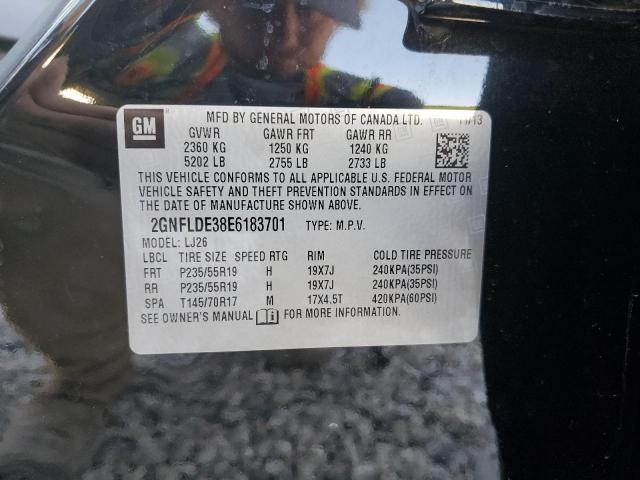 GM
MFD BY GENERAL MOTORS OF CANADA LTD. 11/13
GVWR GAWR FRT GAWR RR
2360 KG 1250 KG 1240 KG
5202 LB 2755 LB 2733 LB
THIS VEHICLE CONFORMS TO ALL APPLICABLE U.S. FEDERAL MOTOR
VEHICLE SAFETY AND THEFT PREVENTION STANDARDS IN EFFECT ON
THE DATE OF MANUFACTURE SHOWN ABOVE.
2GNFLDE38E6183701 TYPE: M.P.V.
MODEL: LJ26
LBCL TIRE SIZE SPEED RTG RIM COLD TIRE PRESSURE
FRT P235/55R19 H 19X7J 240KPA(35PSI)
RR P235/55R19 H 19X7J 240KPA(35PSI)
SPA T145/70R17 M 17X4.5T 420KPA(60PSI)
SEE OWNER'S MANUAL FOR MORE INFORMATION.